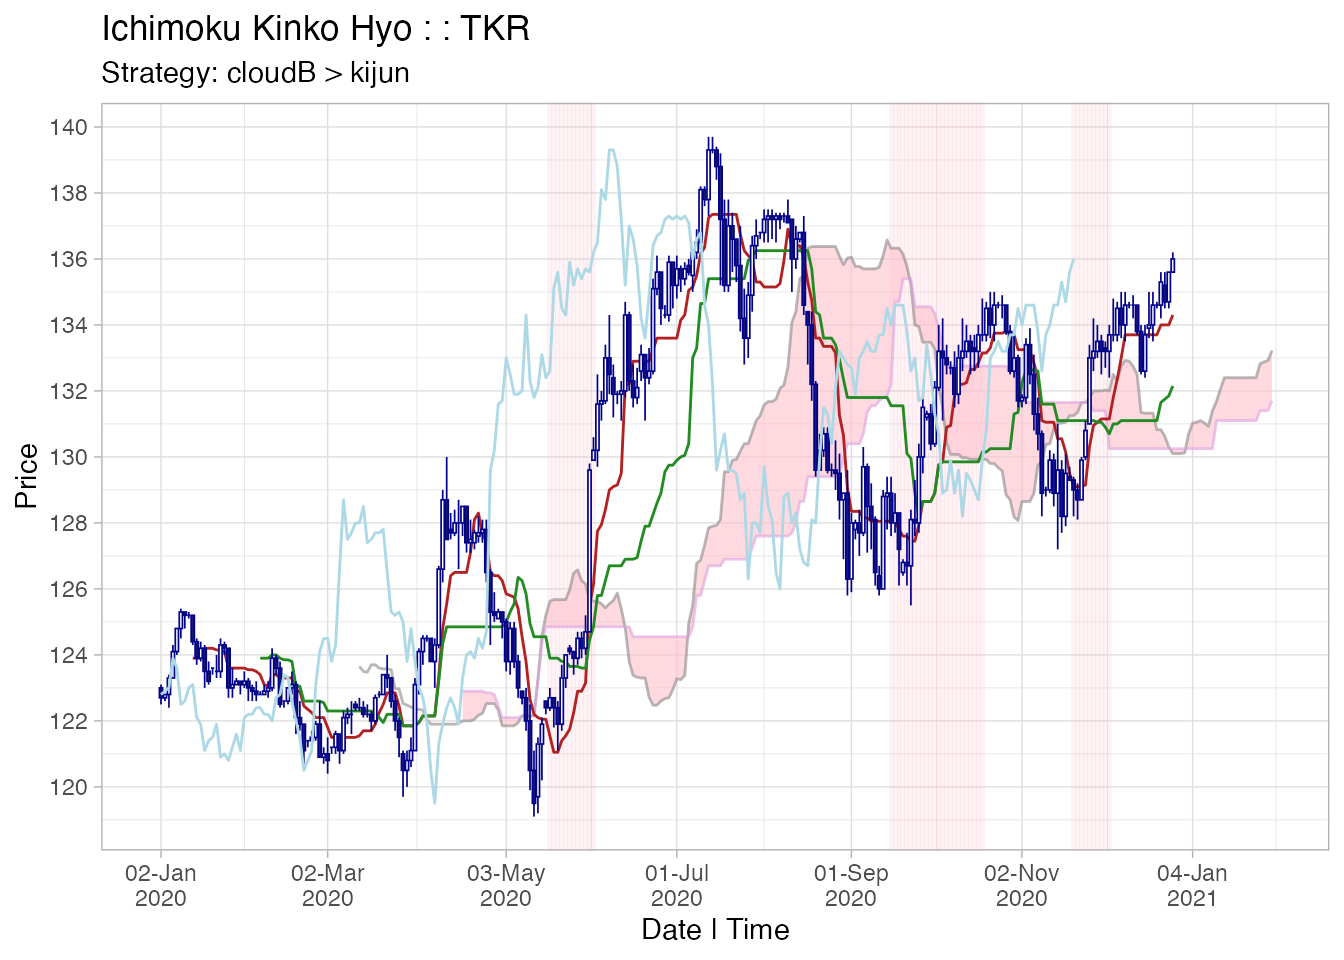 Ichimoku Kinko Hyo : : TKR
Strategy: cloudB > kijun
140
138
136
134
132
130
128
126
124
122
120
Price
02-Jan 02-Mar 03-May 01-Jul 01-Sep 02-Nov 04-Jan
2020 2020 2020 2020 2020 2020 2021
Date | Time